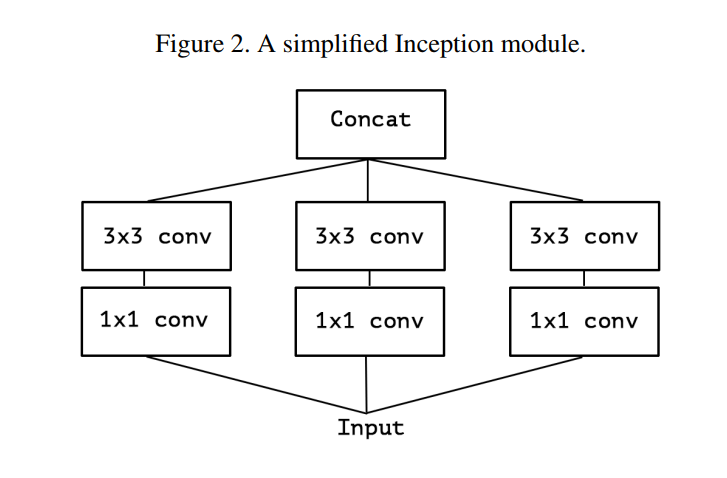 Figure 2. A simplified Inception module.
Concat
3x3 conv 3x3 conv 3x3 conv
1x1 conv 1x1 conv 1x1 conv
Input